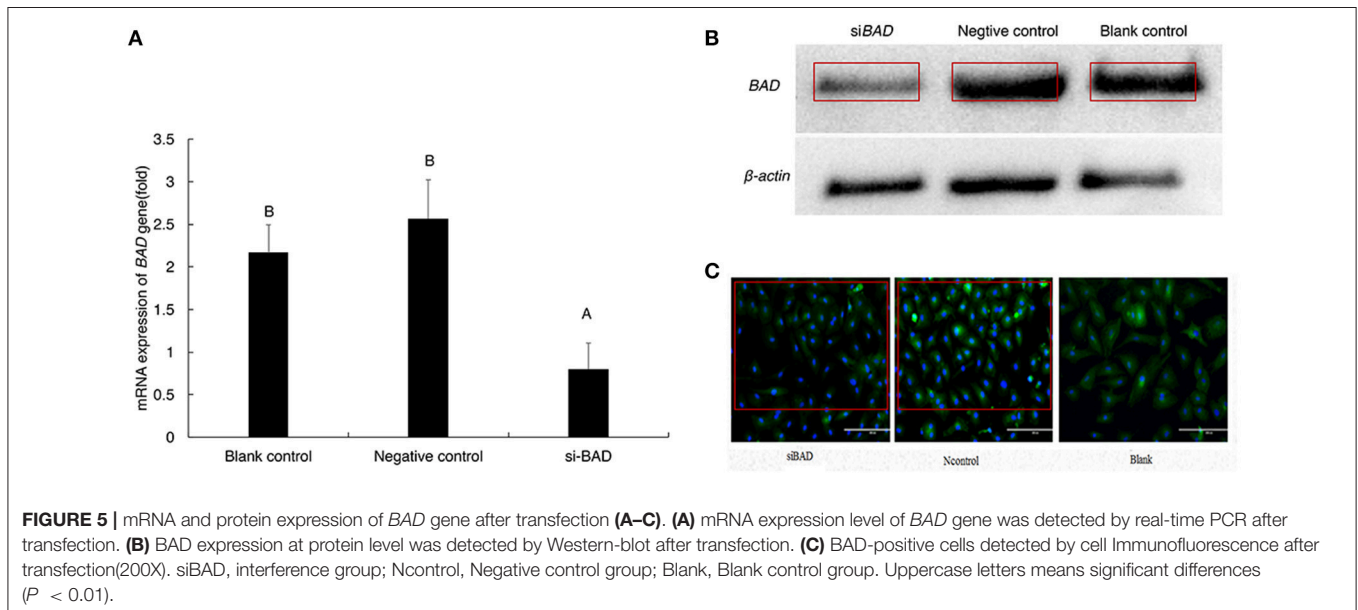 A
3.5
3
2.5
2
1.5
1
0.5
0
mRNA expression of BAD gene(fold)
B
B
A
Blank control
Negative control
si-BAD
B
siBAD
Negtive control
Blank control
BAD
β-actin
C
siBAD
Ncontrol
Blank
FIGURE 5 | mRNA and protein expression of BAD gene after transfection (A–C). (A) mRNA expression level of BAD gene was detected by real-time PCR after
transfection. (B) BAD expression at protein level was detected by Western-blot after transfection. (C) BAD-positive cells detected by cell Immunofluorescence after
transfection(200X). siBAD, interference group; Ncontrol, Negative control group; Blank, Blank control group. Uppercase letters means significant differences
(P < 0.01).